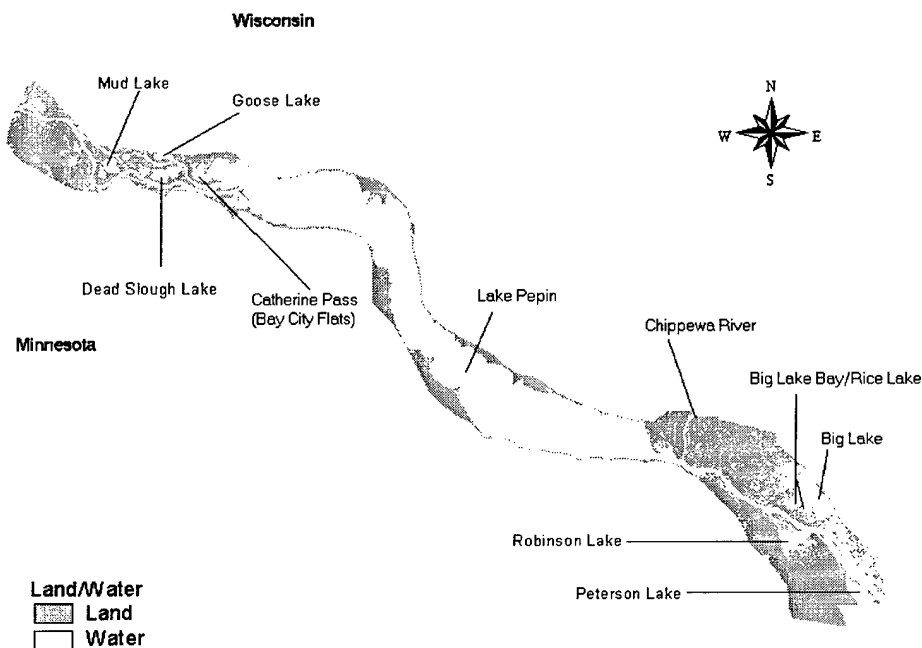 Wisconsin
Mud Lake
Goose Lake
N
W
E
S
Dead Slough Lake
Catherine Pass
(Bay City Flats)
Lake Pepin
Minnesota
Chippewa River
Big Lake Bay/Rice Lake
Big Lake
Robinson Lake
Peterson Lake
Land/Water
Land
Water